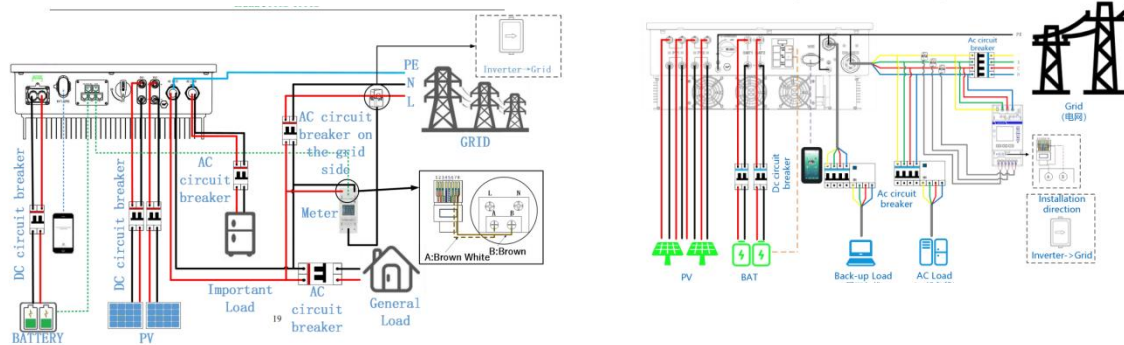 PE
N
L
Inverter→Grid
GRID
AC circuit
breaker on
the grid
side
AC
circuit
breaker
DC circuit breaker
DC circuit breaker
Meter
L
N
A
B
A:Brown White
B:Brown
Important
Load
19
AC
circuit
breaker
General
Load
BATTERY
PV
Ac circuit
breaker
PE
Grid
(电网)
Dc circuit
breaker
Ac circuit
breaker
Installation
direction
Inverter->Grid
PV
BAT
Back-up Load
AC Load